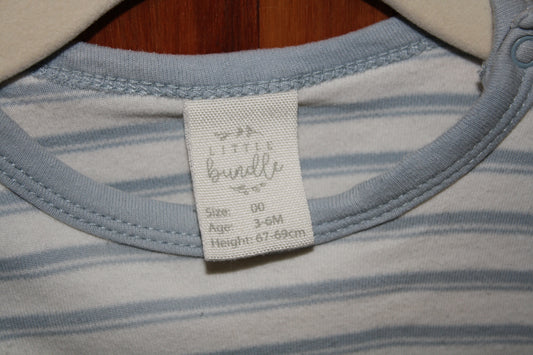 LITTLE
bundle
Size: 00
Age: 3-6M
Height: 67-69cm